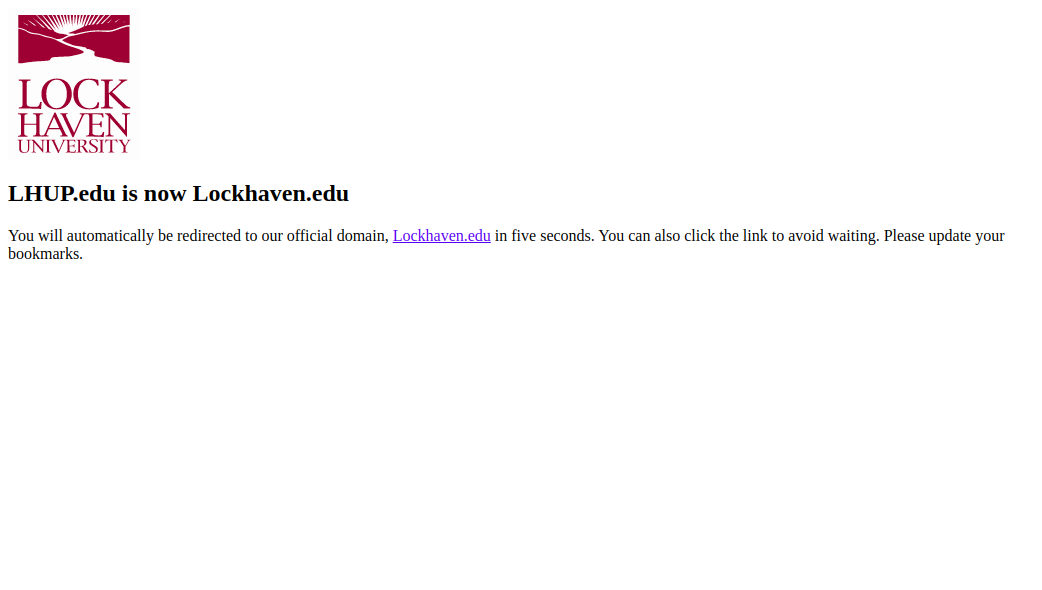 LOCK
HAVEN
UNIVERSITY
LHUP.edu is now Lockhaven.edu
You will automatically be redirected to our official domain, Lockhaven.edu in five seconds. You can also click the link to avoid waiting. Please update your
bookmarks.